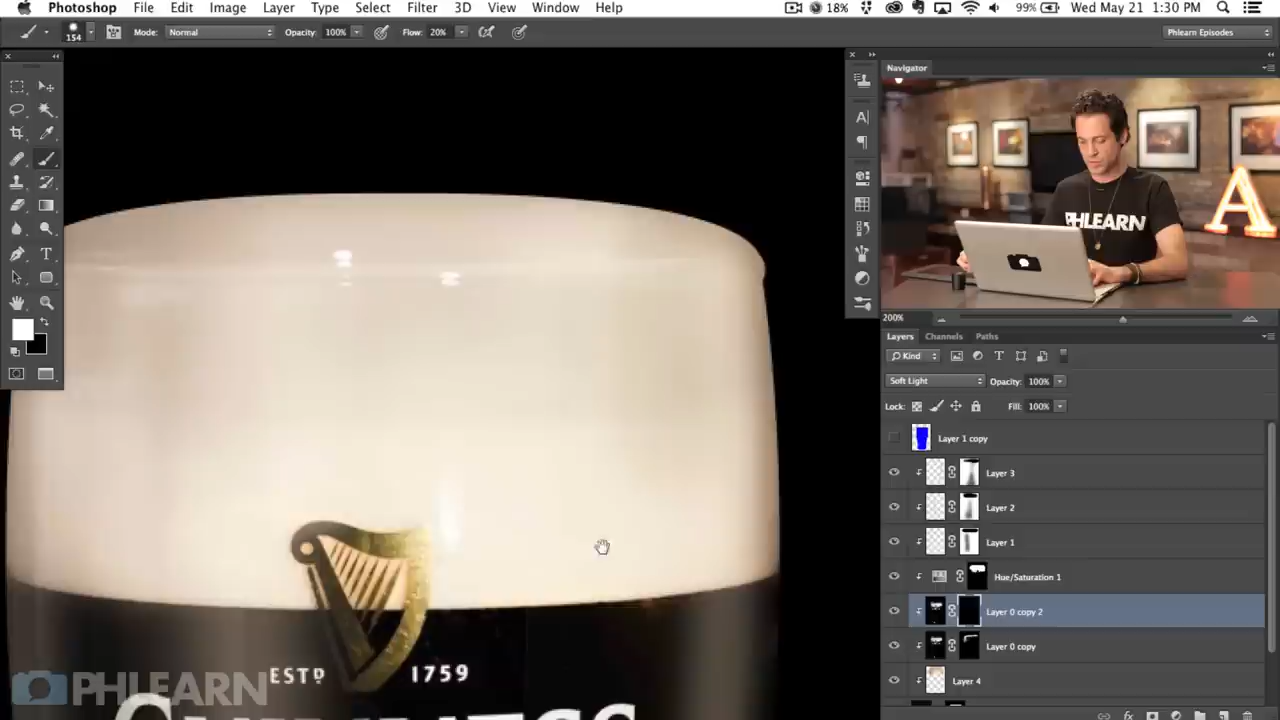 Photoshop File Edit Image Layer Type Select Filter 3D View Window Help 18% 99% Wed May 21 1:30 PM
154 Mode: Normal Opacity: 100% Flow: 20% Phlearn Episodes
Navigator
PHLEARN
A
200%
Layers Channels Paths
Kind
Soft Light Opacity: 100%
Lock: Fill: 100%
Layer 1 copy
Layer 3
Layer 2
Layer 1
Hue/Saturation 1
Layer 0 copy 2
Layer 0 copy
Layer 4
ESTD 1759
GUINNESS
PHLEARN